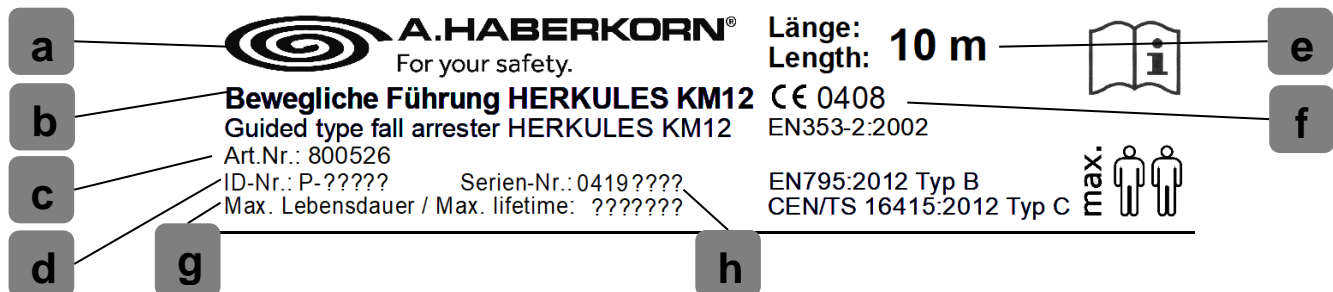 a
A.HABERKORN®
For your safety.
Länge:
Length: 10 m
e
b
Bewegliche Führung HERKULES KM12
CE 0408
f
Guided type fall arrester HERKULES KM12
EN353-2:2002
c
Art.Nr.: 800526
ID-Nr.: P-????? Serien-Nr.: 0419????
EN795:2012 Typ B
Max. Lebensdauer / Max. lifetime: ???????
CEN/TS 16415:2012 Typ C
max.
d
g
h
i